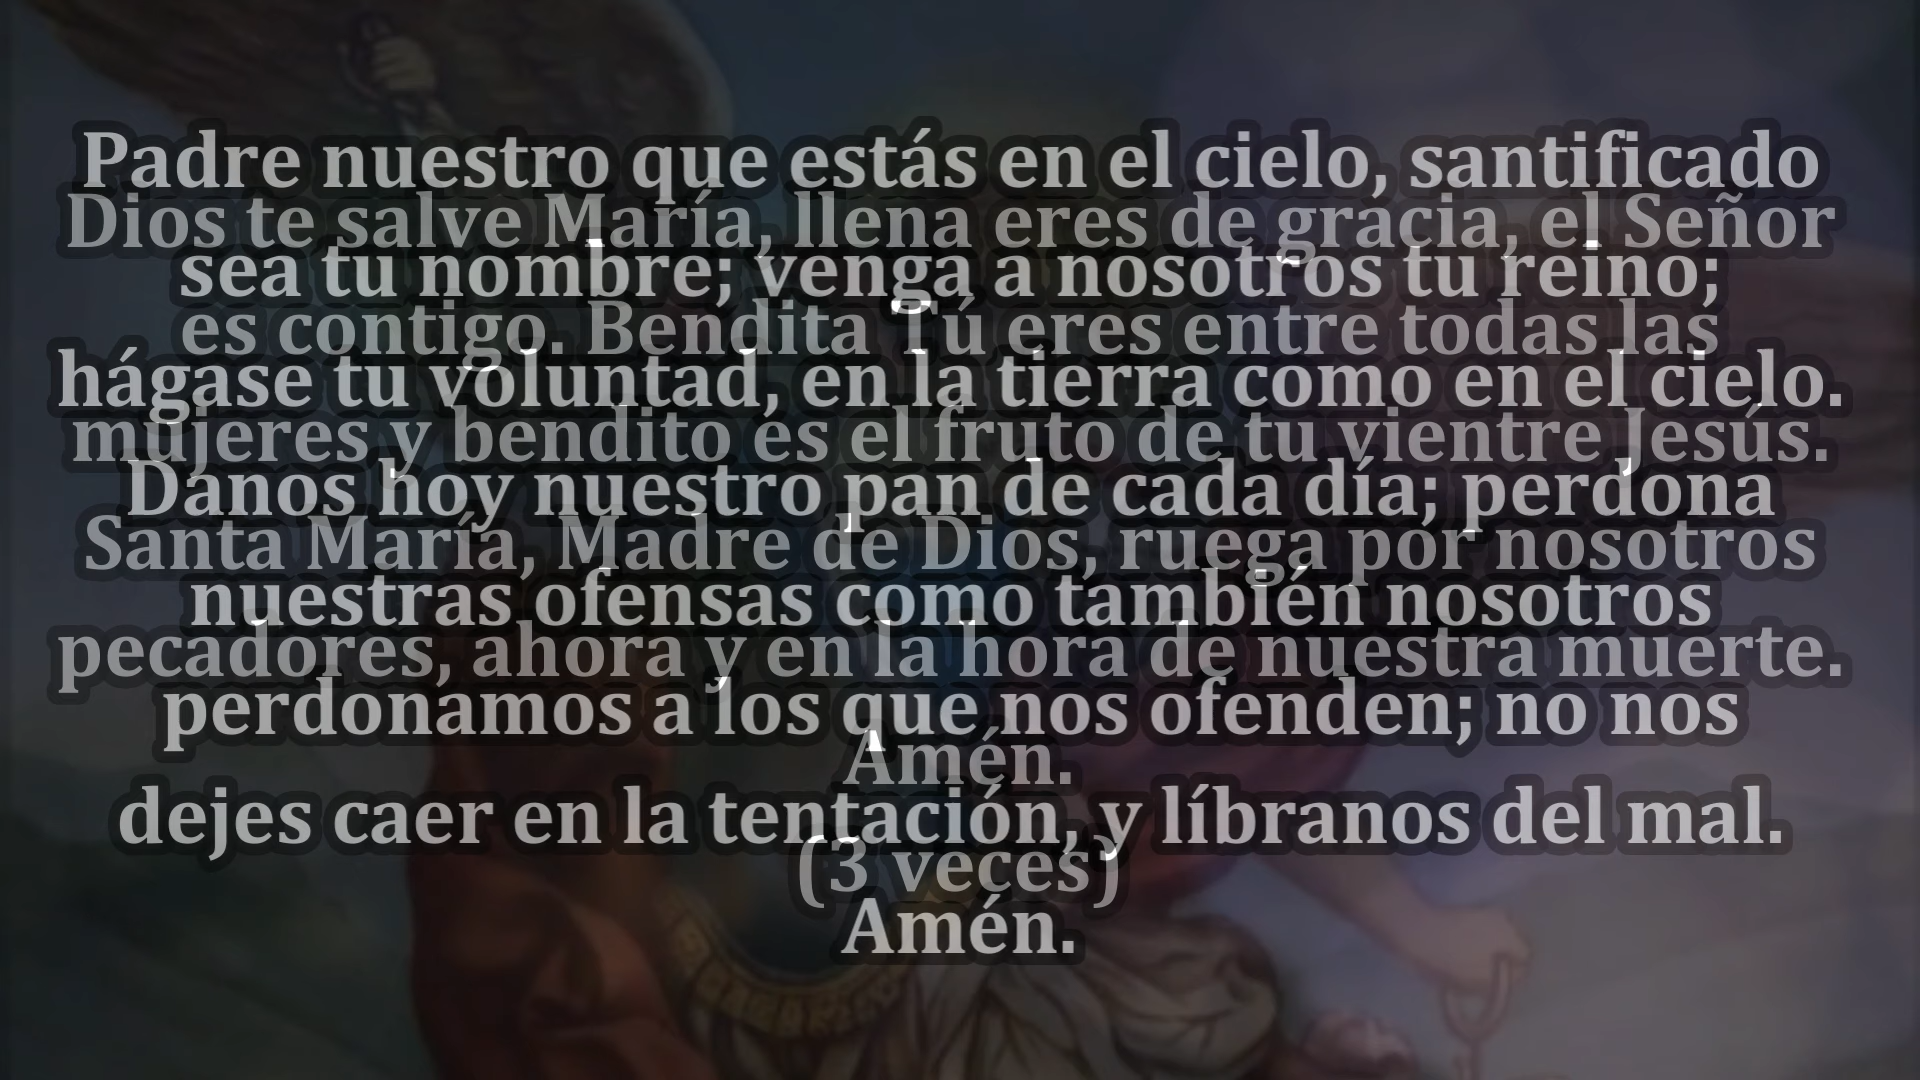 Padre nuestro que estás en el cielo, santificado
Dios te salve María, llena eres de gracia, el Señor
sea tu nombre; venga a nosotros tu reino;
es contigo. Bendita Tú eres entre todas las
hágase tu voluntad, en la tierra como en el cielo.
mujeres y bendito es el fruto de tu vientre Jesús.
Danos hoy nuestro pan de cada día; perdona
Santa María, Madre de Dios, ruega por nosotros
nuestras ofensas como también nosotros
pecadores, ahora y en la hora de nuestra muerte.
perdonamos a los que nos ofenden; no nos
Amén.
dejes caer en la tentación, y líbranos del mal.
(3 veces)
Amén.